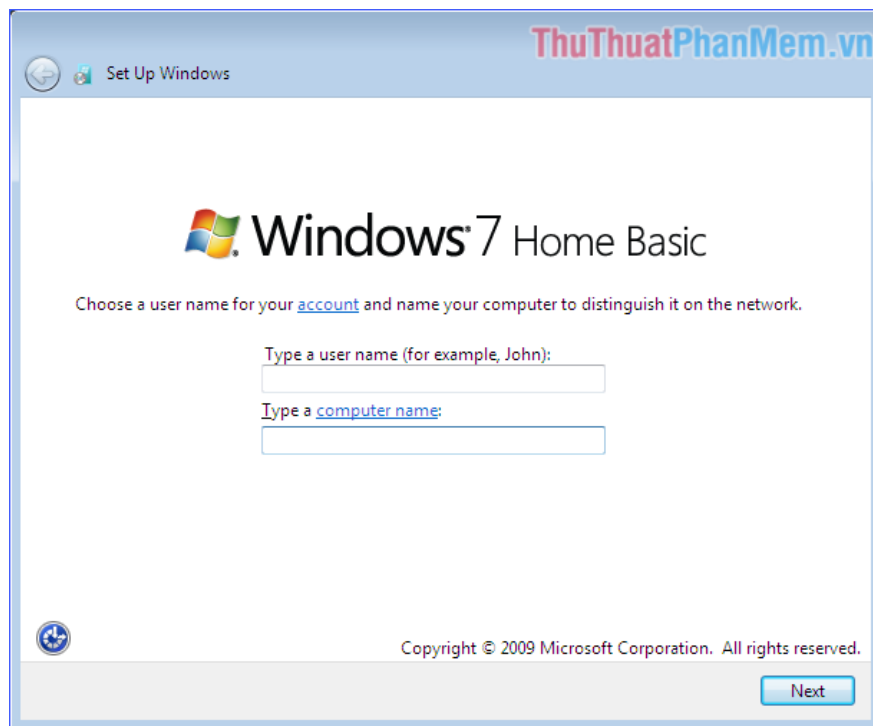 ThuThuatPhanMem.vn
Set Up Windows
Windows® 7 Home Basic
Choose a user name for your account and name your computer to distinguish it on the network.
Type a user name (for example, John):
Type a computer name:
Copyright © 2009 Microsoft Corporation. All rights reserved.
Next